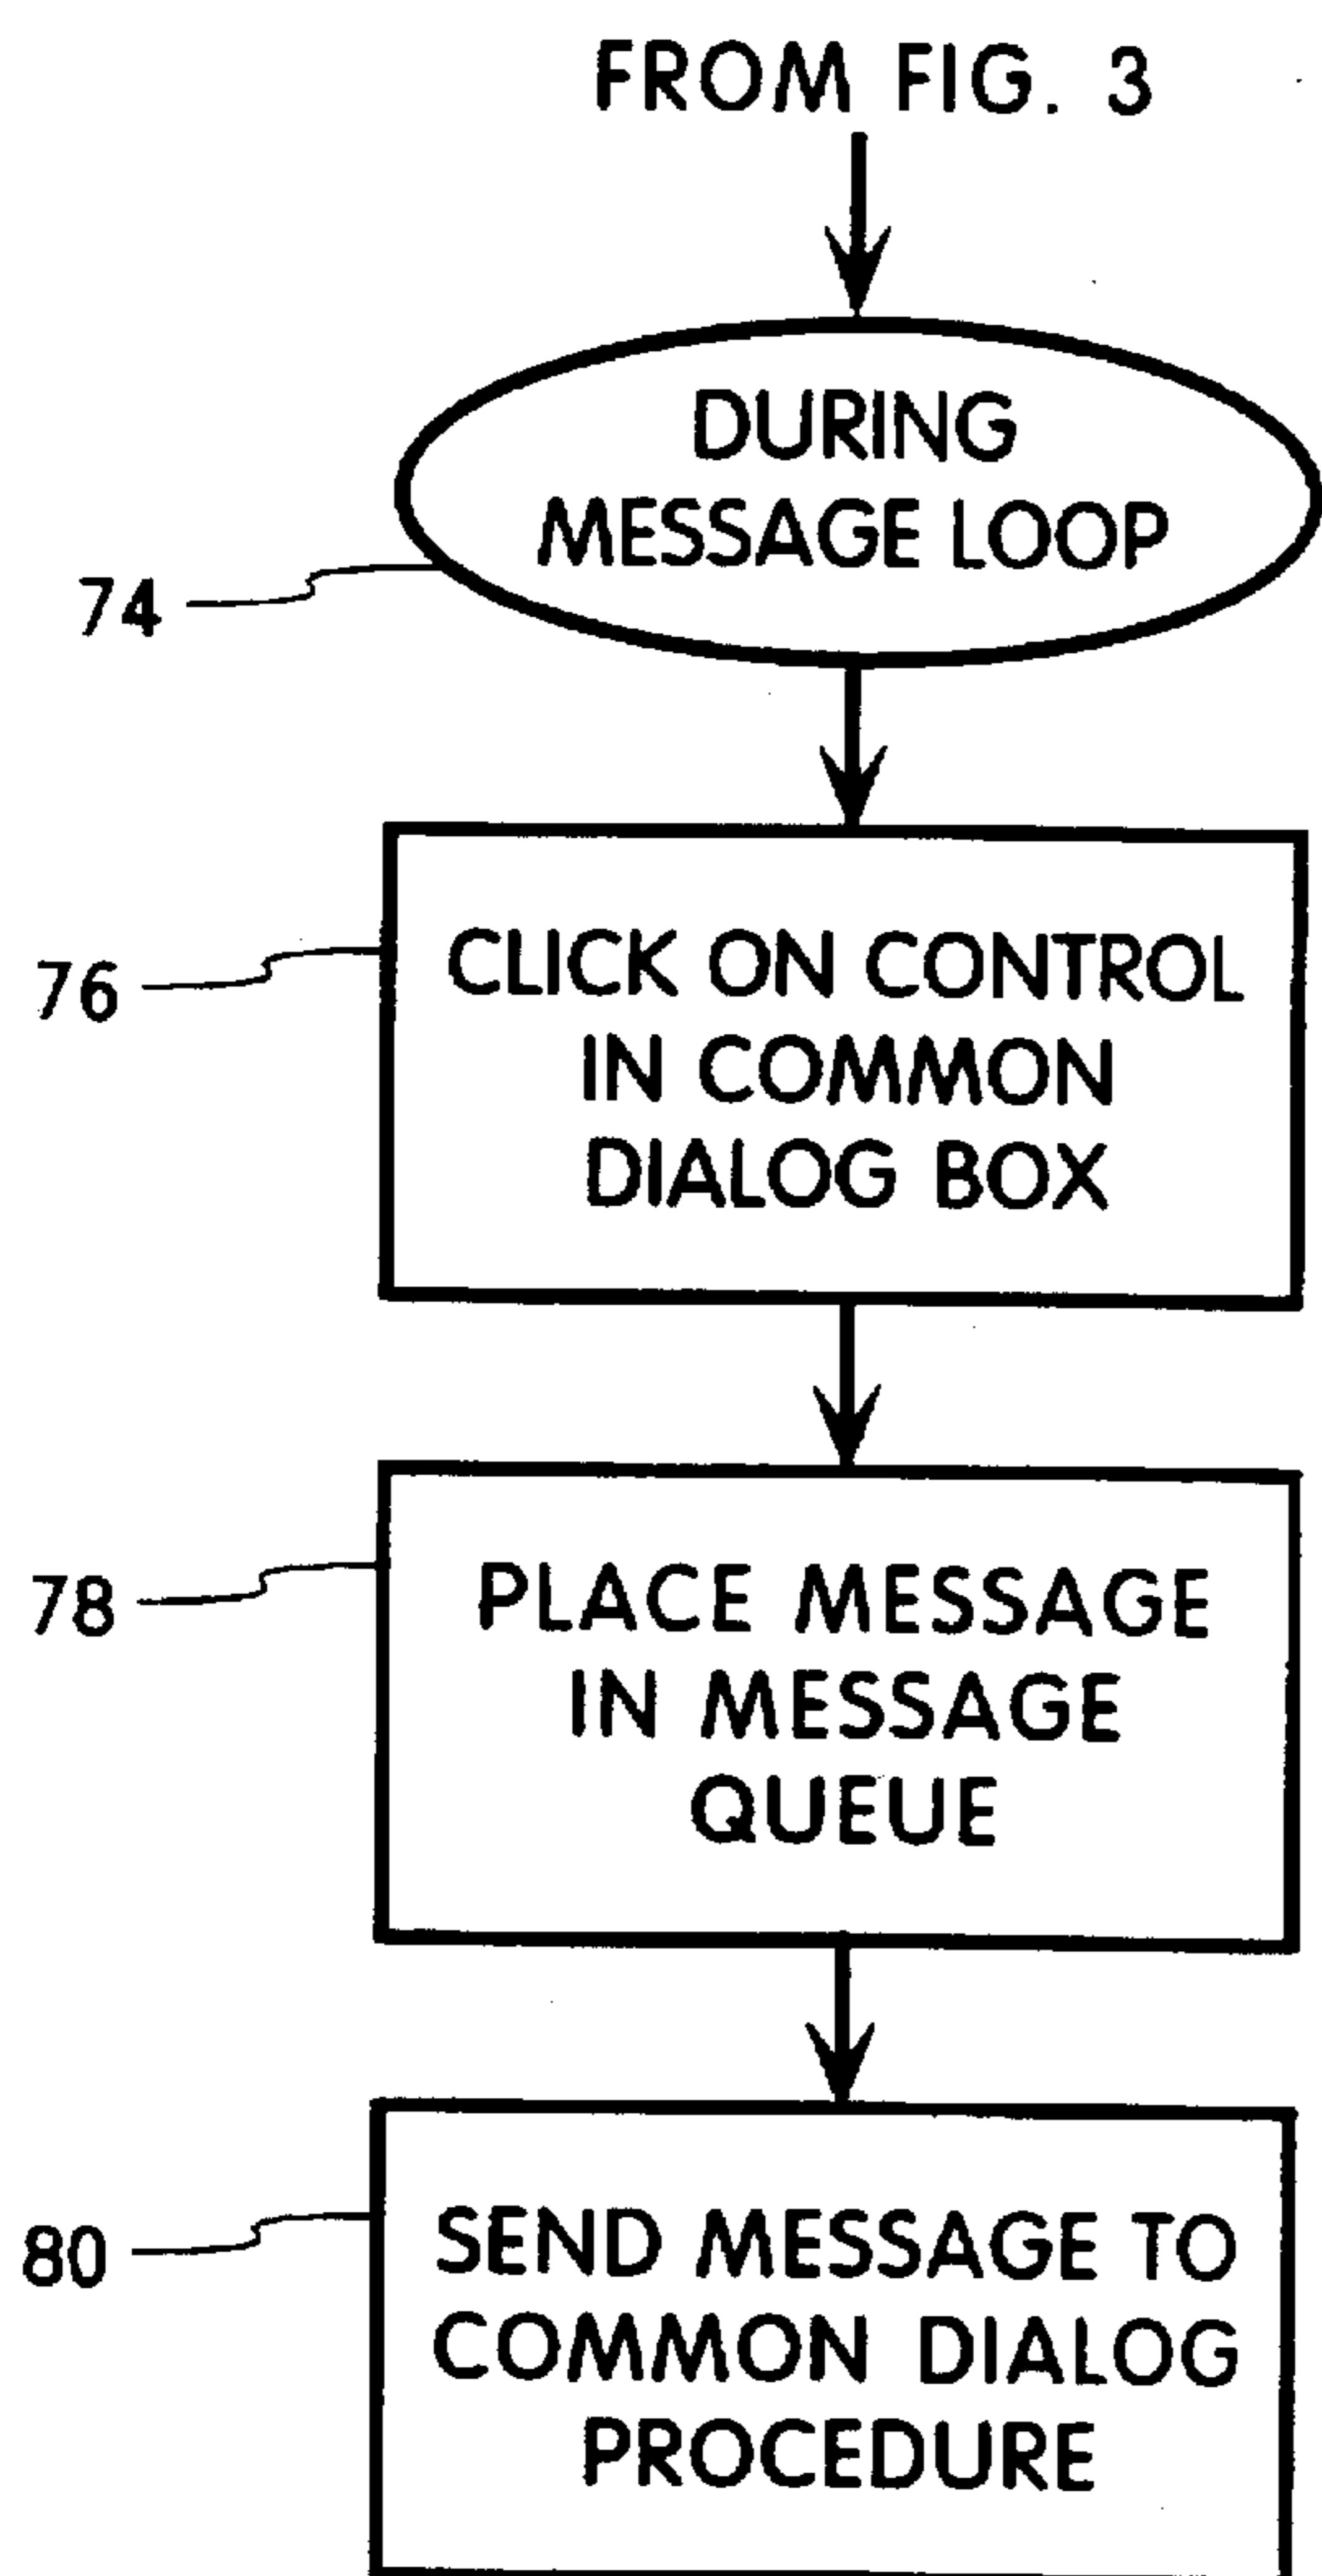 FROM FIG. 3
DURING
MESSAGE LOOP
74
CLICK ON CONTROL
IN COMMON
DIALOG BOX
76
PLACE MESSAGE
IN MESSAGE
QUEUE
78
SEND MESSAGE TO
COMMON DIALOG
PROCEDURE
80